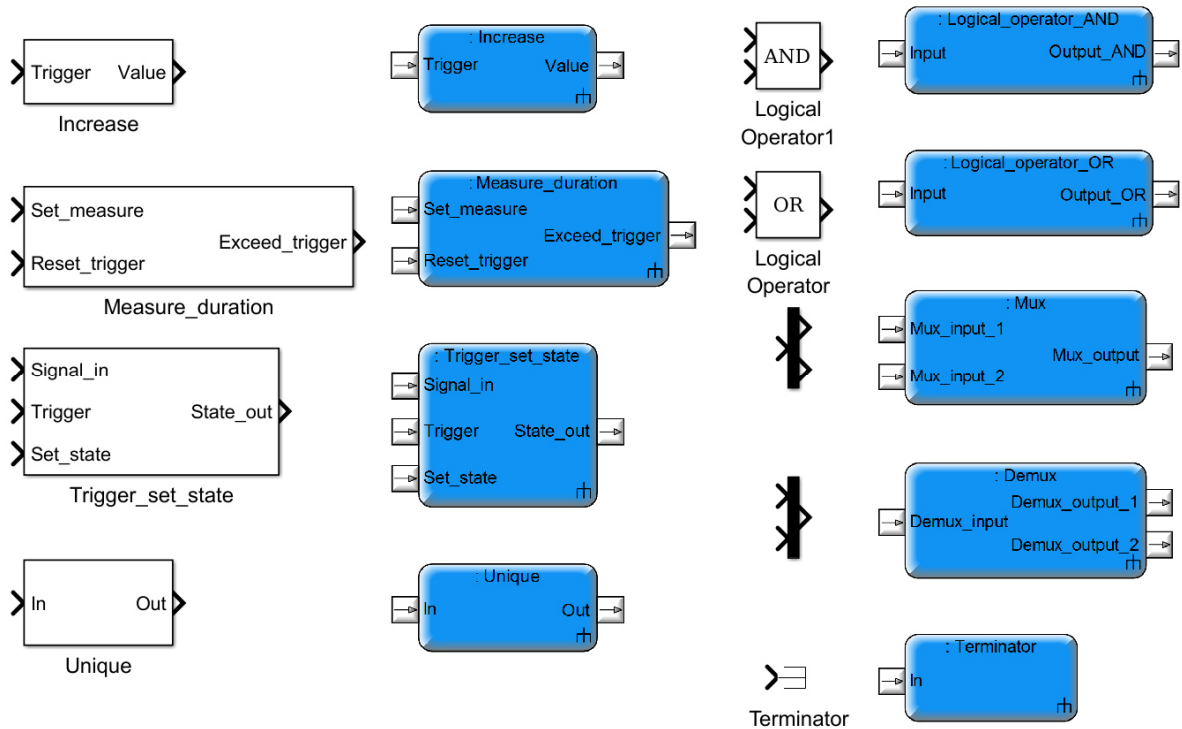 Trigger Value
Increase
Set_measure
Exceed_trigger
Reset_trigger
Measure_duration
Signal_in
Trigger State_out
Set_state
Trigger_set_state
In Out
Unique
: Increase
Trigger Value
: Measure_duration
Set_measure
Exceed_trigger
Reset_trigger
: Trigger_set_state
Signal_in
Trigger State_out
Set_state
: Unique
In Out
AND
Logical
Operator1
OR
Logical
Operator
Terminator
: Logical_operator_AND
Input Output_AND
: Logical_operator_OR
Input Output_OR
: Mux
Mux_input_1
Mux_output
Mux_input_2
: Demux
Demux_output_1
Demux_input
Demux_output_2
: Terminator
In